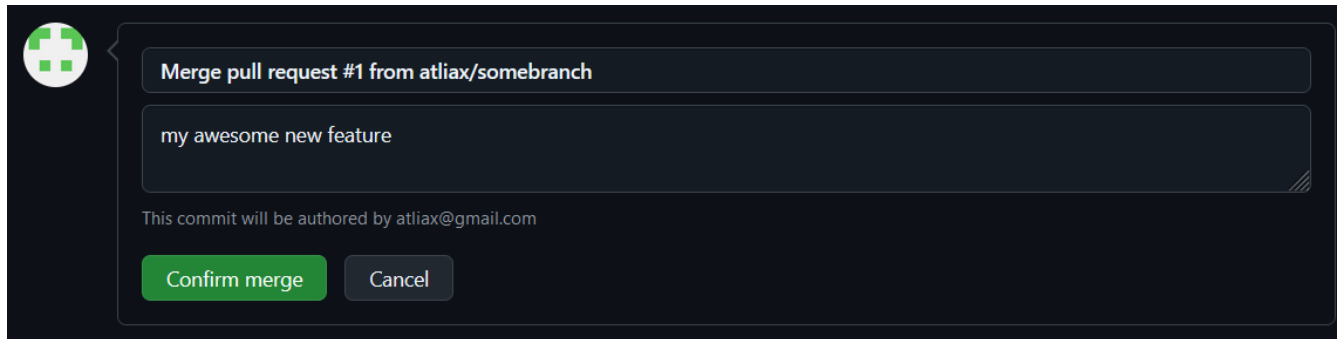 Merge pull request #1 from atliax/somebranch
my awesome new feature
This commit will be authored by atliax@gmail.com
Confirm merge
Cancel